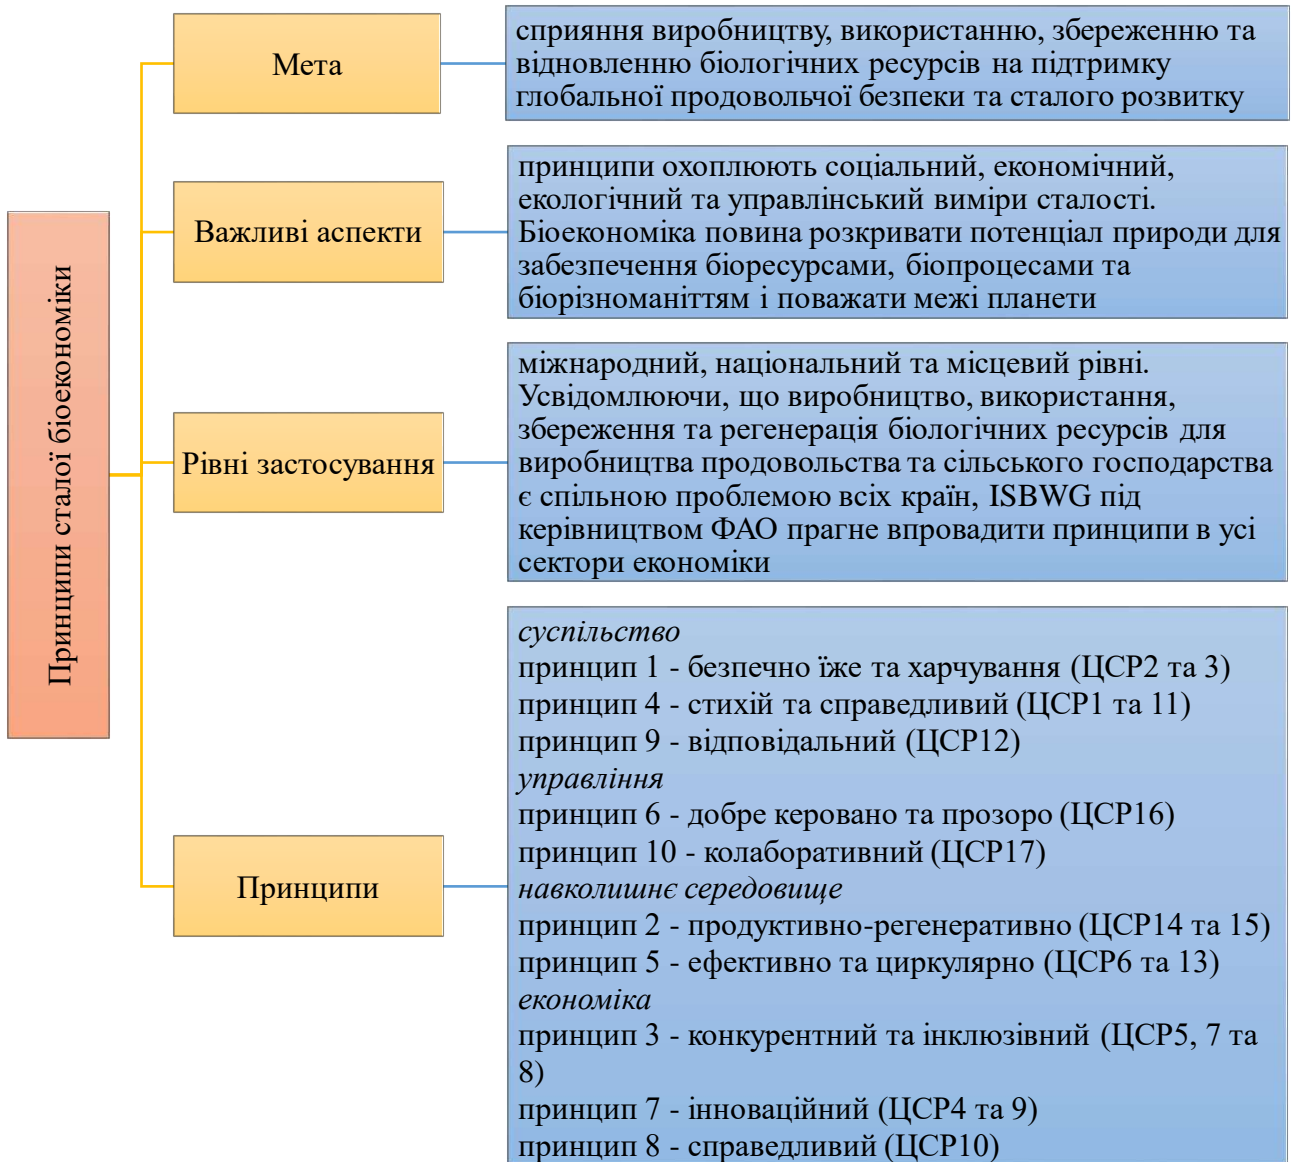 Принципи сталої біоекономіки
Мета
сприяння виробництву, використанню, збереженню та
відновленню біологічних ресурсів на підтримку
глобальної продовольчої безпеки та сталого розвитку
Важливі аспекти
принципи охоплюють соціальний, економічний,
екологічний та управлінський виміри сталості.
Біоекономіка повина розкривати потенціал природи для
забезпечення біоресурсами, біопроцесами та
біорізноманіттям і поважати межі планети
Рівні застосування
міжнародний, національний та місцевий рівні.
Усвідомлюючи, що виробництво, використання,
збереження та регенерація біологічних ресурсів для
виробництва продовольства та сільського господарства
є спільною проблемою всіх країн, ISBWG під
керівництвом ФАО прагне впровадити принципи в усі
сектори економіки
Принципи
суспільство
принцип 1 - безпечно їже та харчування (ЦСР2 та 3)
принцип 4 - стихій та справедливий (ЦСР1 та 11)
принцип 9 - відповідальний (ЦСР12)
управління
принцип 6 - добре керовано та прозоро (ЦСР16)
принцип 10 - колаборативний (ЦСР17)
навколишнє середовище
принцип 2 - продуктивно-регенеративно (ЦСР14 та 15)
принцип 5 - ефективно та циркулярно (ЦСР6 та 13)
економіка
принцип 3 - конкурентний та інклюзівний (ЦСР5, 7 та
8)
принцип 7 - інноваційний (ЦСР4 та 9)
принцип 8 - справедливий (ЦСР10)